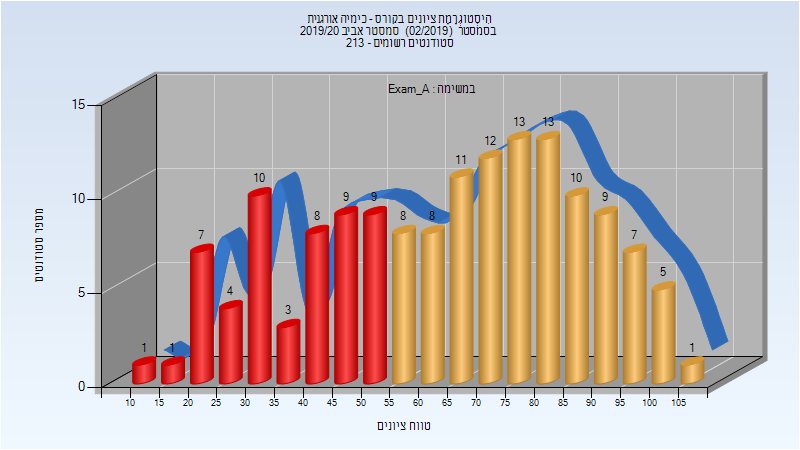 היסטוגרמת ציונים בקורס - כימיה אורגנית
בסמסטר (02/2019) סמסטר אביב 2019/20
סטודנטים רשומים - 213
במשימה : Exam_A
מספר סטודנטים
15
10
5
0
1 1 7 4 10 3 8 9 9 8 8 11 12 13 13 10 9 7 5 1
10 15 20 25 30 35 40 45 50 55 60 65 70 75 80 85 90 95 100 105
טווח ציונים